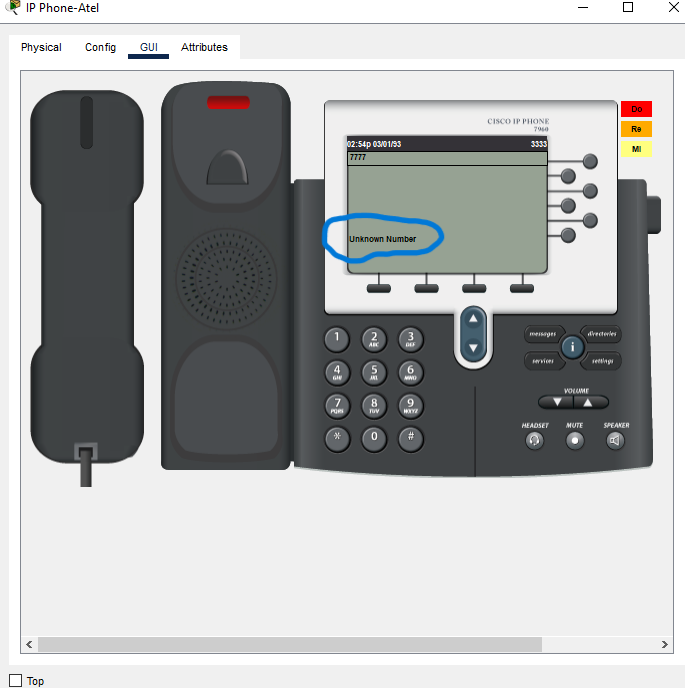 IP Phone-Atel
Physical Config GUI Attributes
CISCO IP PHONE
7960
Do
Re
MI
02:54p 03/01/93 3333
7777
Unknown Number
1
2 ABC
3 DEF
4 GHI
5 JKL
6 MNO
7 PQRS
8 TUV
9 WXYZ
*
0
#
messages
directories
i
services
settings
VOLUME
HEADSET MUTE SPEAKER
Top